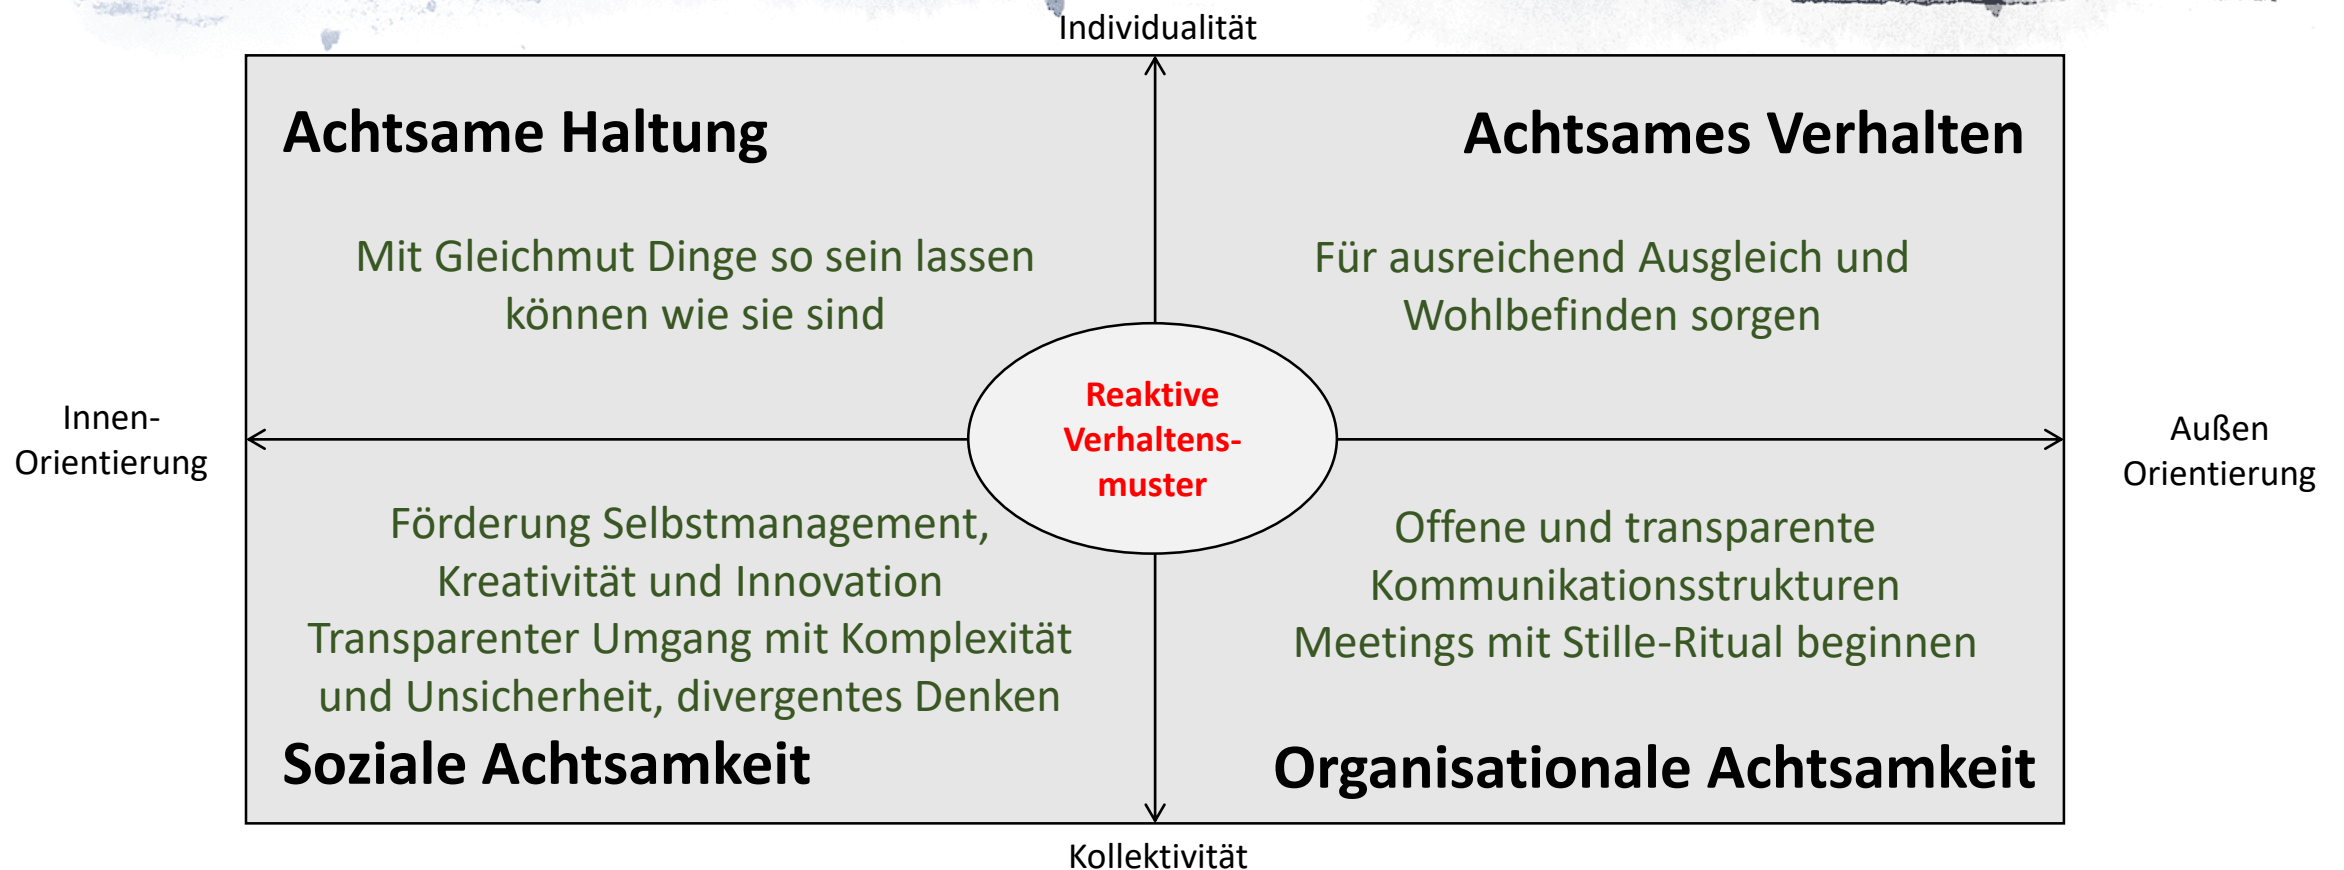 Individualität
Achtsame Haltung
Achtsames Verhalten
Mit Gleichmut Dinge so sein lassen
können wie sie sind
Für ausreichend Ausgleich und
Wohlbefinden sorgen
Innen-
Orientierung
Reaktive
Verhaltens-
muster
Außen
Orientierung
Förderung Selbstmanagement,
Kreativität und Innovation
Transparenter Umgang mit Komplexität
und Unsicherheit, divergentes Denken
Soziale Achtsamkeit
Offene und transparente
Kommunikationsstrukturen
Meetings mit Stille-Ritual beginnen
Organisationale Achtsamkeit
Kollektivität